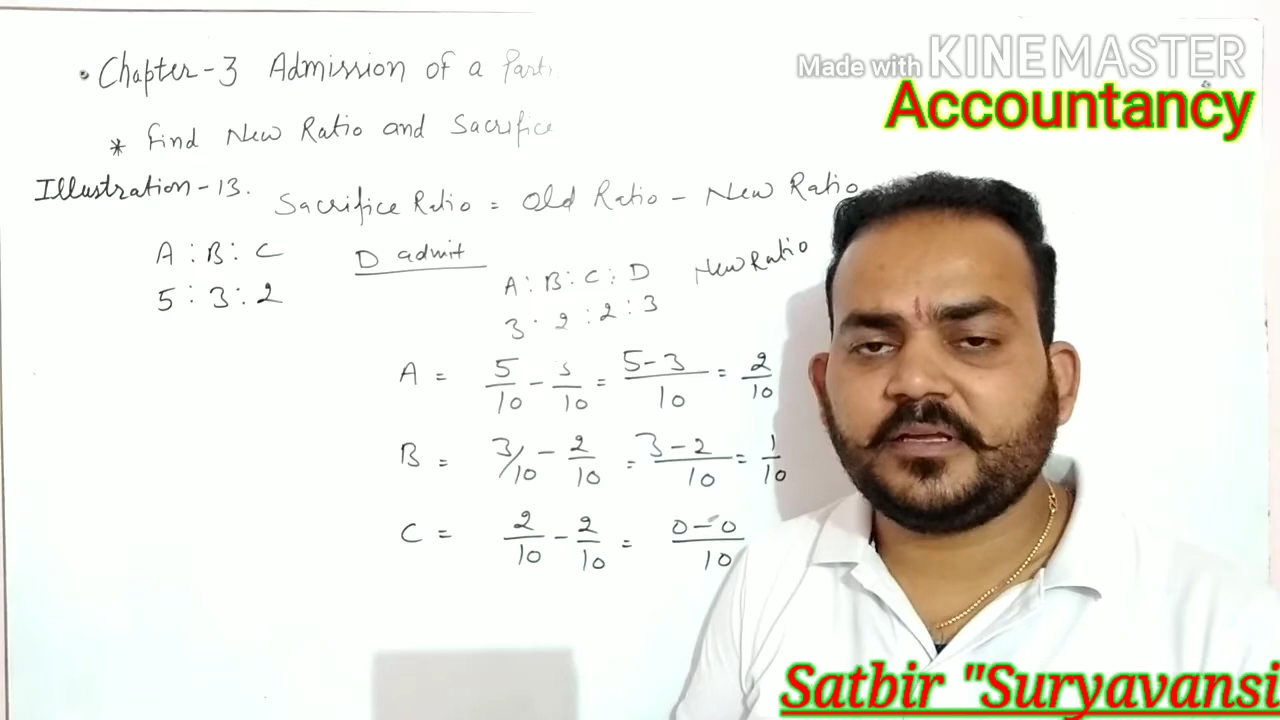 Made with KINEMASTER
Accountancy
• Chapter-3 Admission of a Part
* Find New Ratio and Sacrifice
Illustration-13.
Sacrifice Ratio = Old Ratio - New Ratio
A : B : C
D admit
5 : 3 : 2
A : B : C : D New Ratio
3 : 2 : 2 : 3
A = 5/10 - 3/10 = 5-3/10 = 2/10
B = 3/10 - 2/10 = 3-2/10 = 1/10
C = 2/10 - 2/10 = 0-0/10
Satbir "Suryavansi